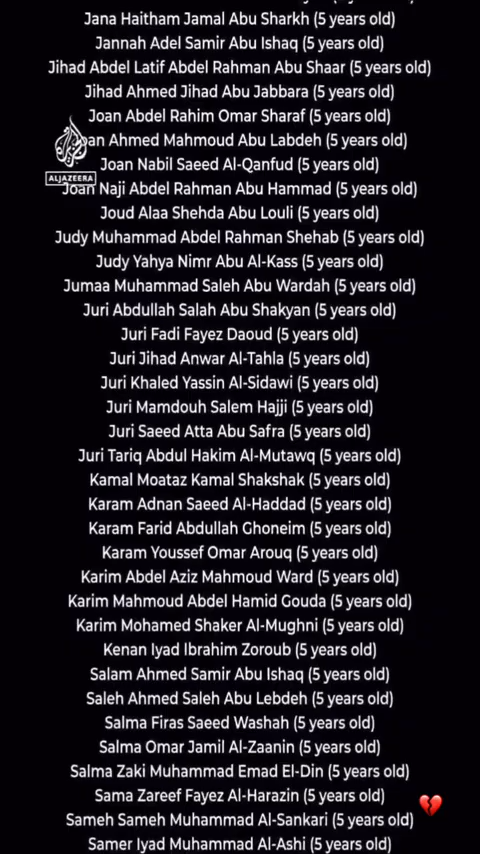 Jana Haitham Jamal Abu Sharkh (5 years old)
Jannah Adel Samir Abu Ishaq (5 years old)
Jihad Abdel Latif Abdel Rahman Abu Shaar (5 years old)
Jihad Ahmed Jihad Abu Jabbara (5 years old)
Joan Abdel Rahim Omar Sharaf (5 years old)
Joan Ahmed Mahmoud Abu Labdeh (5 years old)
Joan Nabil Saeed Al-Qanfud (5 years old)
ALJAZEERA
Joan Naji Abdel Rahman Abu Hammad (5 years old)
Joud Alaa Shehda Abu Louli (5 years old)
Judy Muhammad Abdel Rahman Shehab (5 years old)
Judy Yahya Nimr Abu Al-Kass (5 years old)
Jumaa Muhammad Saleh Abu Wardah (5 years old)
Juri Abdullah Salah Abu Shakyan (5 years old)
Juri Fadi Fayez Daoud (5 years old)
Juri Jihad Anwar Al-Tahla (5 years old)
Juri Khaled Yassin Al-Sidawi (5 years old)
Juri Mamdouh Salem Hajji (5 years old)
Juri Saeed Atta Abu Safra (5 years old)
Juri Tariq Abdul Hakim Al-Mutawq (5 years old)
Kamal Moataz Kamal Shakshak (5 years old)
Karam Adnan Saeed Al-Haddad (5 years old)
Karam Farid Abdullah Ghoneim (5 years old)
Karam Youssef Omar Arouq (5 years old)
Karim Abdel Aziz Mahmoud Ward (5 years old)
Karim Mahmoud Abdel Hamid Gouda (5 years old)
Karim Mohamed Shaker Al-Mughni (5 years old)
Kenan Iyad Ibrahim Zoroub (5 years old)
Salam Ahmed Samir Abu Ishaq (5 years old)
Saleh Ahmed Saleh Abu Lebdeh (5 years old)
Salma Firas Saeed Washah (5 years old)
Salma Omar Jamil Al-Zaanin (5 years old)
Salma Zaki Muhammad Emad El-Din (5 years old)
Sama Zareef Fayez Al-Harazin (5 years old)
Sameh Sameh Muhammad Al-Sankari (5 years old)
Samer Iyad Muhammad Al-Ashi (5 years old)